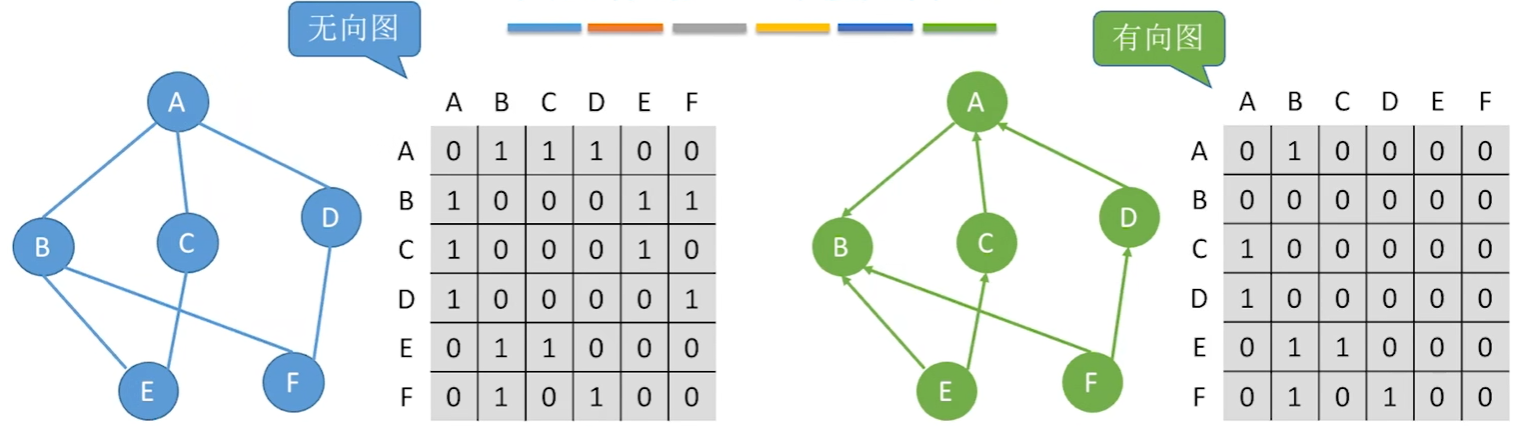 无向图
有向图
A
B
C
D
E
F
A B C D E F
A 0 1 1 1 0 0
B 1 0 0 0 1 1
C 1 0 0 0 1 0
D 1 0 0 0 0 1
E 0 1 1 0 0 0
F 0 1 0 1 0 0
A
B
C
D
E
F
A B C D E F
A 0 1 0 0 0 0
B 0 0 0 0 0 0
C 1 0 0 0 0 0
D 1 0 0 0 0 0
E 0 1 1 0 0 0
F 0 1 0 1 0 0